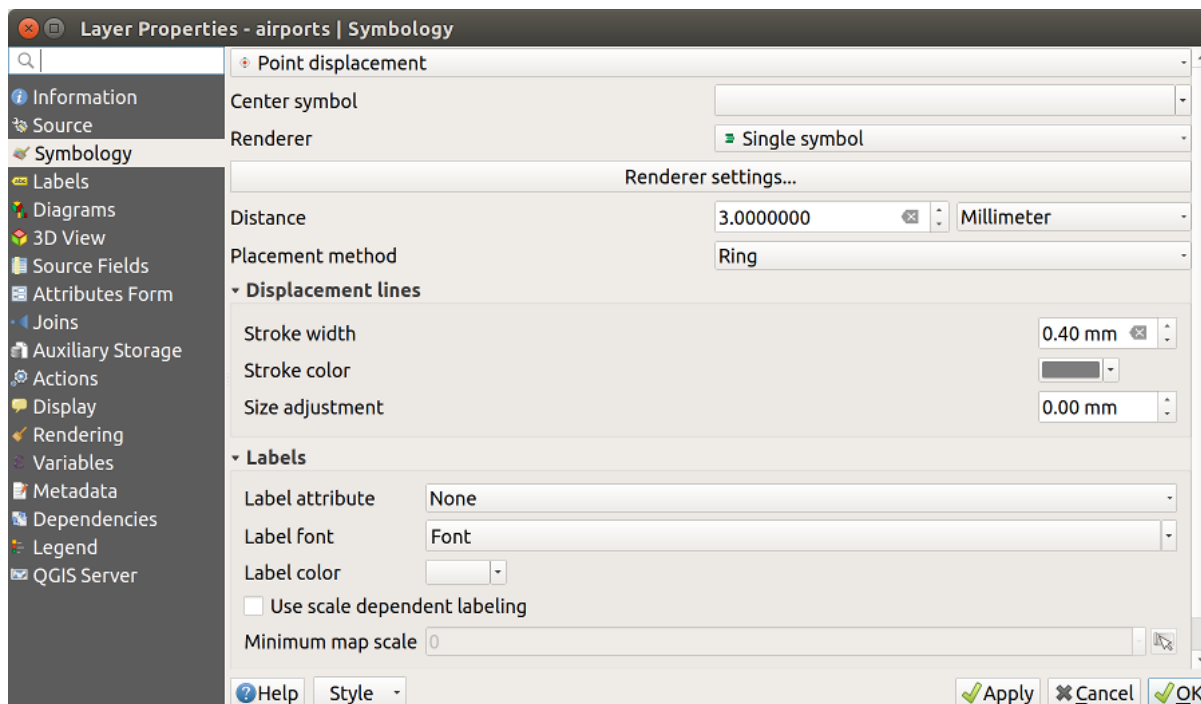 Layer Properties - airports | Symbology
Information
Source
Symbology
Labels
Diagrams
3D View
Source Fields
Attributes Form
Joins
Auxiliary Storage
Actions
Display
Rendering
Variables
Metadata
Dependencies
Legend
QGIS Server
Point displacement
Center symbol
Renderer Single symbol
Renderer settings...
Distance 3.0000000 Millimeter
Placement method Ring
Displacement lines
Stroke width 0.40 mm
Stroke color
Size adjustment 0.00 mm
Labels
Label attribute None
Label font Font
Label color
Use scale dependent labeling
Minimum map scale 0
Help Style Apply Cancel OK